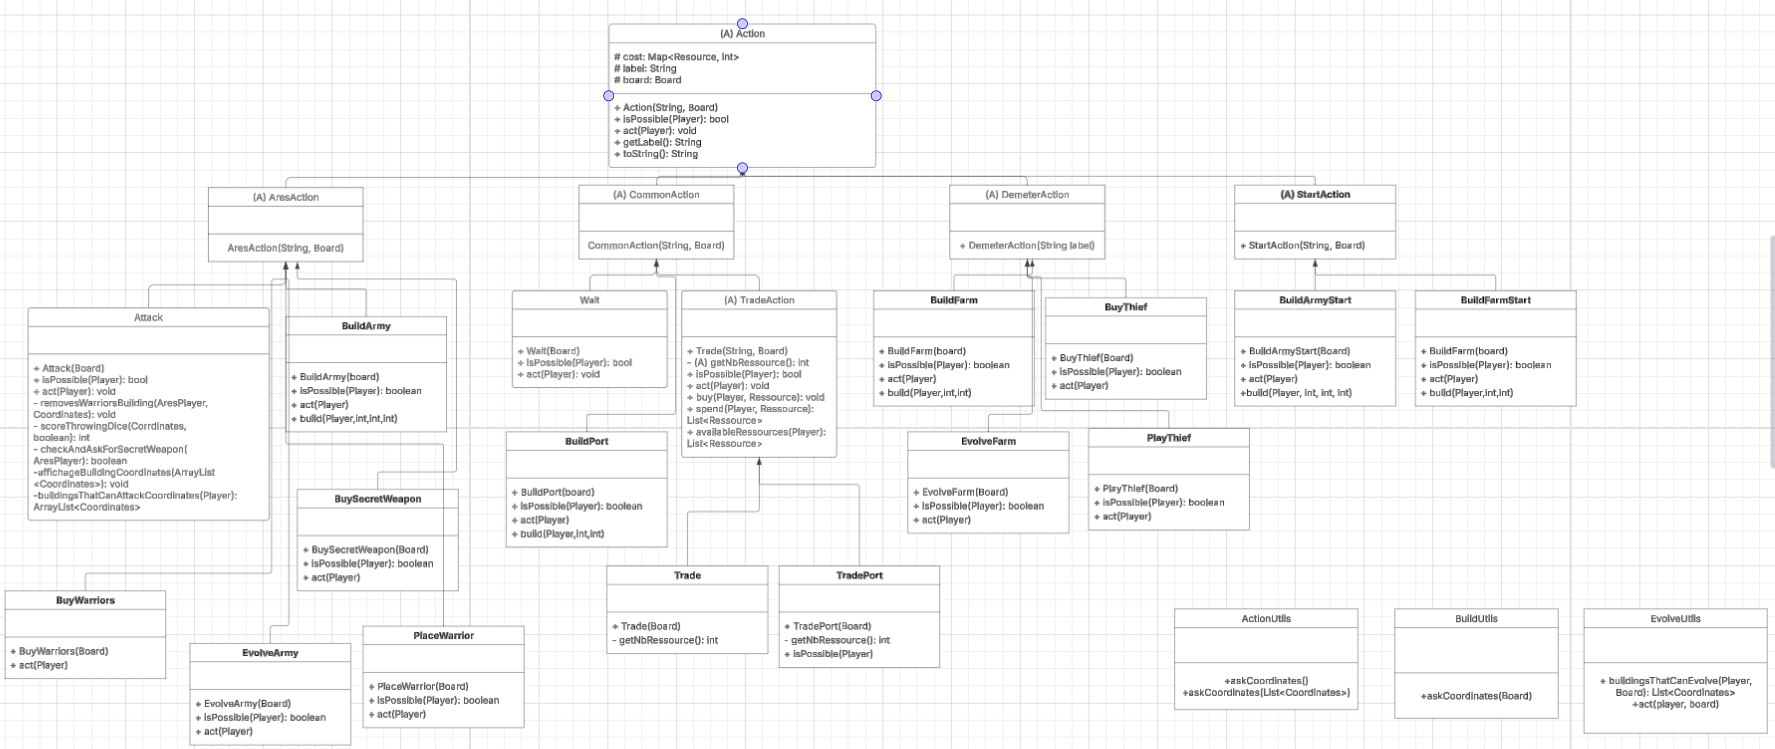 (A) Action
# cost: Map<Resource, int>
# label: String
# board: Board
+ Action(String, Board)
+ isPossible(Player): bool
+ act(Player): void
+ getLabel(): String
+ toString(): String
(A) AresAction
AresAction(String, Board)
(A) CommonAction
CommonAction(String, Board)
(A) DemeterAction
+ DemeterAction(String label)
(A) StartAction
+ StartAction(String, Board)
Attack
+ Attack(Board)
+ isPossible(Player): bool
+ act(Player): void
- removesWarriorsBuilding(AresPlayer,
Coordinates): void
- scoreThrowingDice(Corrdinates,
boolean): int
- checkAndAskForSecretWeapon(
AresPlayer): boolean
-affichageBuildingCoordinates(ArrayList
<Coordinates>): void
-buildingsThatCanAttackCoordinates(Player):
ArrayList<Coordinates>
BuildArmy
+ BuildArmy(board)
+ isPossible(Player): boolean
+ act(Player)
+ build(Player,int,int,int)
Wait
+ Wait(Board)
+ isPossible(Player): bool
+ act(Player): void
(A) TradeAction
+ Trade(String, Board)
- (A) getNbRessource(): int
+ isPossible(Player): bool
+ act(Player): void
+ buy(Player, Ressource): void
+ spend(Player, Ressource):
List<Ressource>
+ availableRessources(Player):
List<Ressource>
BuildFarm
+ BuildFarm(board)
+ isPossible(Player): boolean
+ act(Player)
+ build(Player,int,int)
BuyThief
+ BuyThief(Board)
+ isPossible(Player): boolean
+ act(Player)
BuildArmyStart
+ BuildArmyStart(Board)
+ isPossible(Player): boolean
+ act(Player)
+build(Player, int, int, int)
BuildFarmStart
+ BuildFarm(board)
+ isPossible(Player): boolean
+ act(Player)
+ build(Player,int,int)
BuildPort
+ BuildPort(board)
+ isPossible(Player): boolean
+ act(Player)
+ build(Player,int,int)
EvolveFarm
+ EvolveFarm(Board)
+ isPossible(Player): boolean
+ act(Player)
PlayThief
+ PlayThief(Board)
+ isPossible(Player): boolean
+ act(Player)
BuySecretWeapon
+ BuySecretWeapon(Board)
+ isPossible(Player): boolean
+ act(Player)
Trade
+ Trade(Board)
- getNbRessource(): int
TradePort
+ TradePort(Board)
- getNbRessource(): int
+ isPossible(Player)
BuyWarriors
+ BuyWarriors(Board)
+ act(Player)
EvolveArmy
+ EvolveArmy(Board)
+ isPossible(Player): boolean
+ act(Player)
PlaceWarrior
+ PlaceWarrior(Board)
+ isPossible(Player): boolean
+ act(Player)
ActionUtils
+askCoordinates()
+askCoordinates(List<Coordinates>)
BuildUtils
+askCoordinates(Board)
EvolveUtils
+ buildingsThatCanEvolve(Player,
Board): List<Coordinates>
+act(player, board)